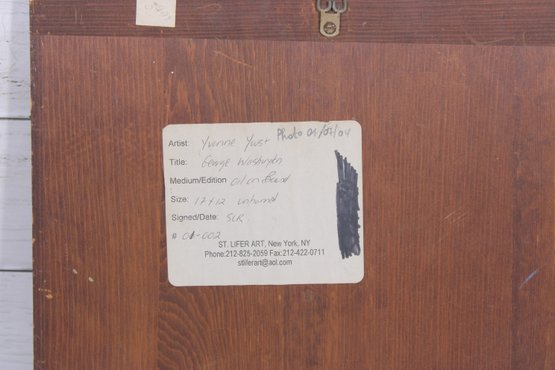 Photo 01/07/04
Artist: Yvonne Yust
Title: George Washington
Medium/Edition Oil on Board
Size: 17x12 unframed
Signed/Date: SLR
# 01-002
ST. LIFER ART, New York, NY
Phone:212-825-2059 Fax:212-422-0711
stliferart@aol.com